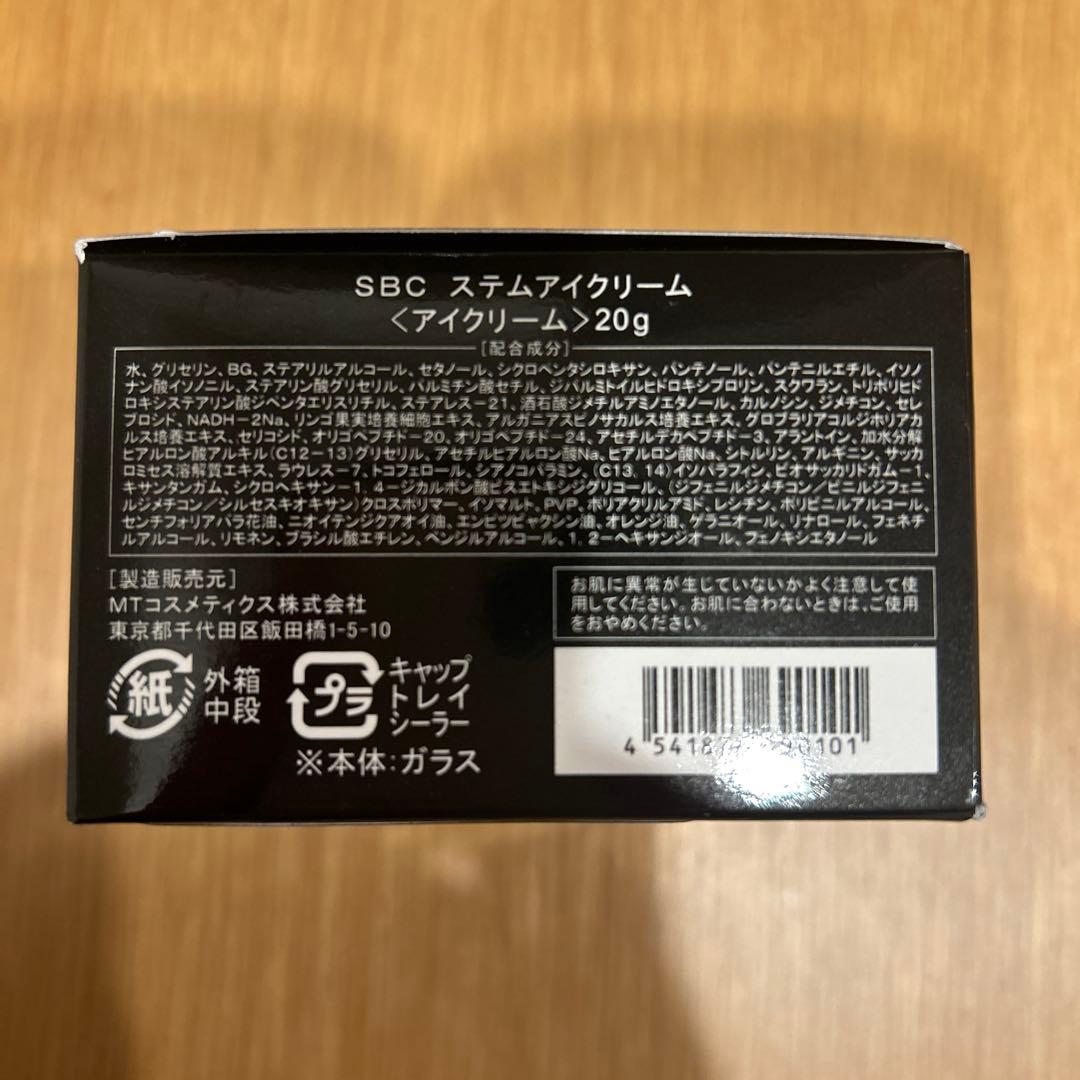 SBC ステムアイクリーム
<アイクリーム>20g
[配合成分]
水、グリセリン、BG、ステアリルアルコール、セタノール、シクロペンタシロキサン、パンテノール、パンテニルエチル、イソノ
ナン酸イソノニル、ステアリン酸グリセリル、パルミチン酸セチル、ジパルミトイルヒドロキシプロリン、スクワラン、トリポリヒド
ロキシステアリン酸ジペンタエリスリチル、ステアレス-21、酒石酸ジメチルアミノエタノール、カルノシン、ジメチコン、セレ
ブロシド、NADH-2Na、リンゴ果実培養細胞エキス、アルガニアスピノサカルス培養エキス、グロブラリアコルジホリアカ
ルス培養エキス、セリコシド、オリゴペプチド-20、オリゴペプチド-24、アセチルデカペプチド-3、アラントイン、加水分解
ヒアルロン酸アルキル(C12-13)グリセリル、アセチルヒアルロン酸Na、ヒアルロン酸Na、シトルリン、アルギニン、サッカ
ロミセス溶解質エキス、ラウレス-7、トコフェロール、シアノコバラミン、(C13, 14)イソパラフィン、ビオサッカリドガム-1、
キサンタンガム、シクロヘキサン-1, 4-ジカルボン酸ビスエトキシジグリコール、(ジフェニルジメチコン/ビニルジフェニ
ルジメチコン/シルセスキオキサン)クロスポリマー、イソマルト、PVP、ポリアクリルアミド、レシチン、ポリビニルアルコール、
センチフォリアバラ花油、ニオイテンジクアオイ油、エンピツビャクシン油、オレンジ油、ゲラニオール、リナロール、フェネチ
ルアルコール、リモネン、ブラシル酸エチレン、ベンジルアルコール、1, 2-ヘキサンジオール、フェノキシエタノール
[製造販売元]
MTコスメティクス株式会社
東京都千代田区飯田橋1-5-10
お肌に異常が生じていないかよく注意して使
用してください。お肌に合わないときは、ご使用
をおやめください。
紙 外箱
中段
プラ キャップ
トレイ
シーラー
※本体:ガラス
4 5418